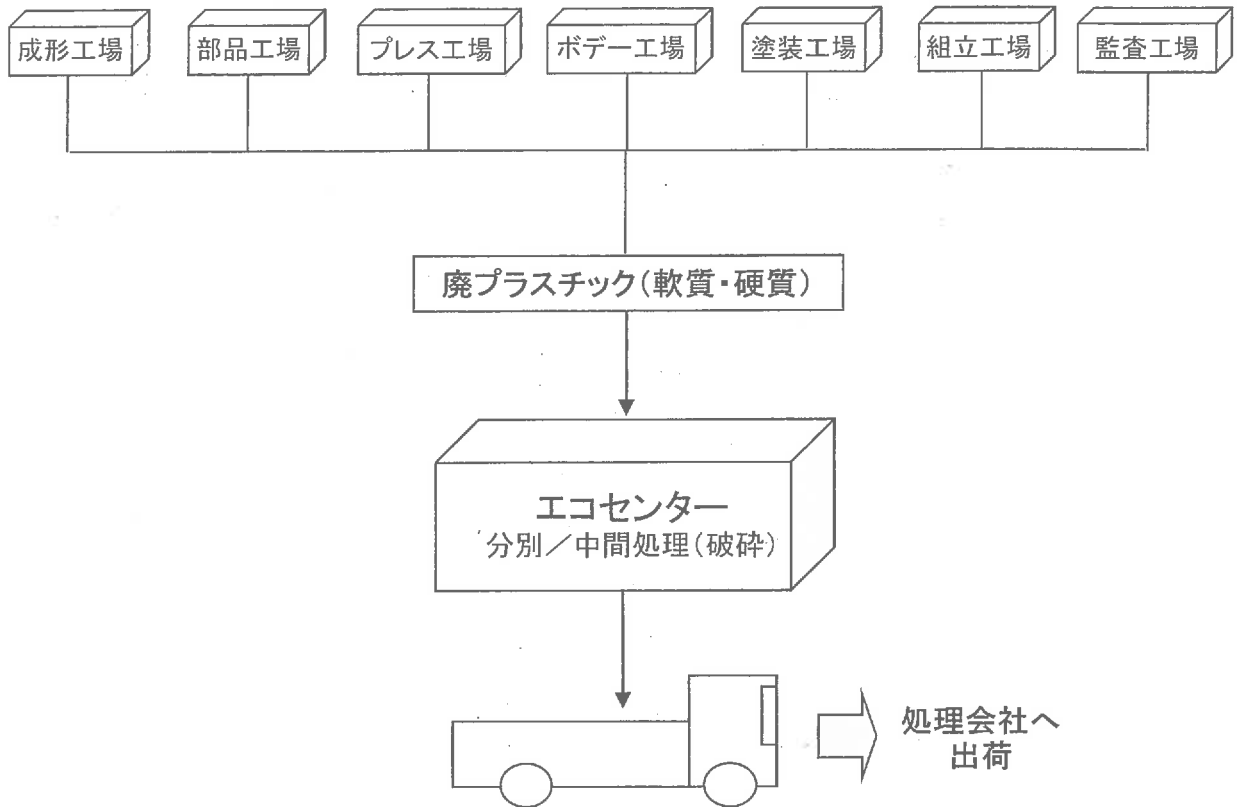 成形工場
部品工場
プレス工場
ボデー工場
塗装工場
組立工場
監査工場
廃プラスチック(軟質・硬質)
エコセンター
分別／中間処理(破砕)
処理会社へ
出荷